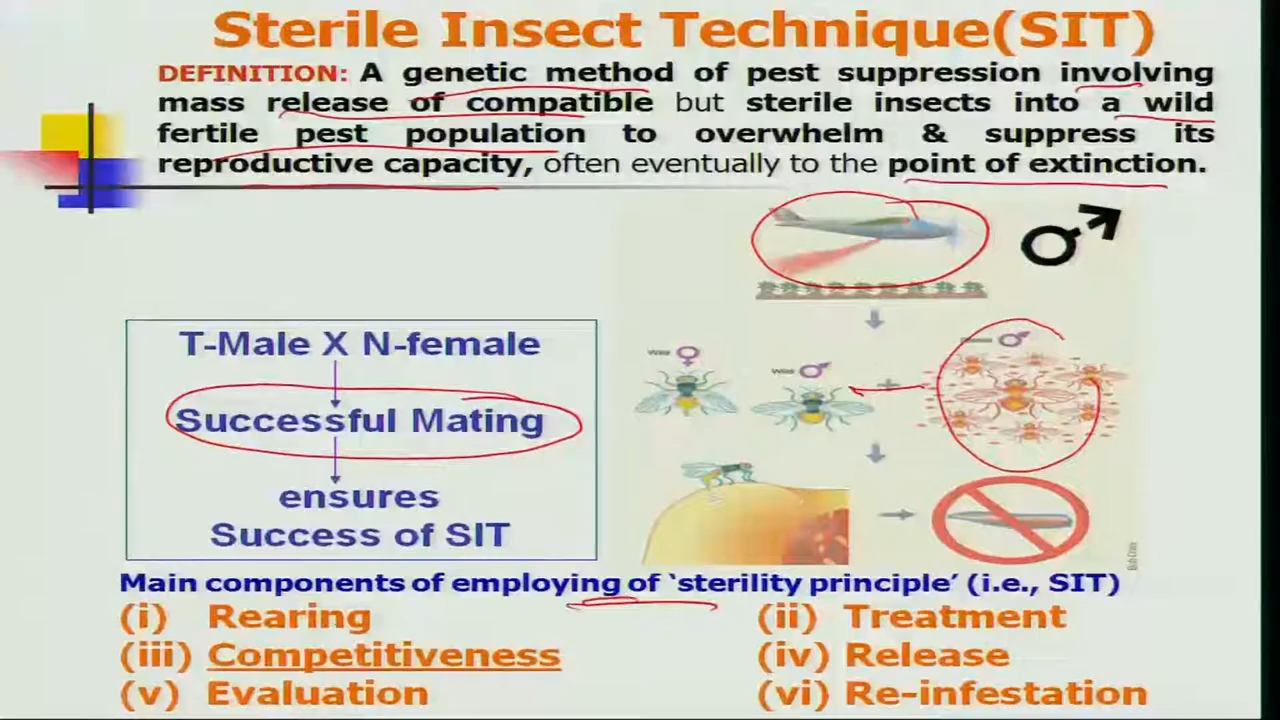 Sterile Insect Technique(SIT)
DEFINITION: A genetic method of pest suppression involving
mass release of compatible but sterile insects into a wild
fertile pest population to overwhelm & suppress its
reproductive capacity, often eventually to the point of extinction.
T-Male X N-female
Successful Mating
ensures
Success of SIT
Wild ♀
Wild ♂
♂
Main components of employing of ‘sterility principle’ (i.e., SIT)
(i) Rearing
(ii) Treatment
(iii) Competitiveness
(iv) Release
(v) Evaluation
(vi) Re-infestation